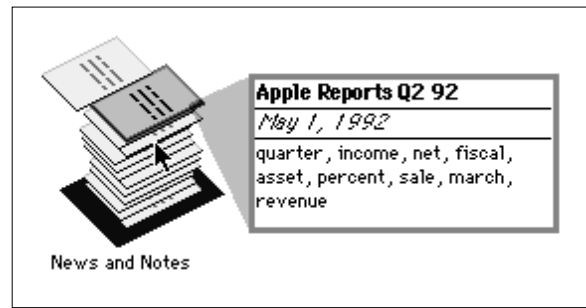 Apple Reports Q2 92
May 1, 1992
quarter, income, net, fiscal,
asset, percent, sale, march,
revenue
News and Notes